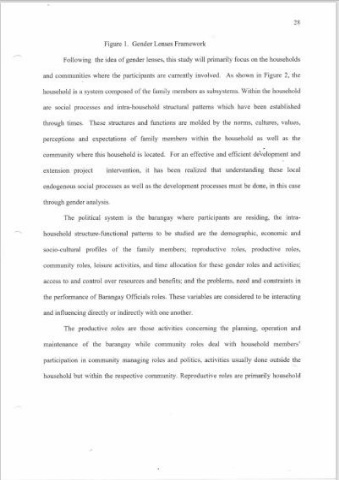 29
Figure 1. Gender Lenses Framework
Following the idea of gender lenses, this study will primarily focus on the households
and communities where the participants are currently involved. As shown in Figure 2, the
household is a system composed of the family members as subsystems. Within the household
are social processes and intra-household structural patterns which have been established
through times. These structures and functions are molded by the norms, cultures, values,
perceptions and expectations of family members within the household as well as the
community where this household is located. For an effective and efficient development and
extension project intervention, it has been realized that understanding these local
endogenous social processes as well as the development processes must be done, in this case
through gender analysis.
The political system is the barangay where participants are residing, the intra-
household structure-functional patterns to be studied are the demographic, economic and
socio-cultural profiles of the family members; reproductive roles, productive roles,
community roles, leisure activities, and time allocation for these gender roles and activities;
access to and control over resources and benefits; and the problems, need and constraints in
the performance of Barangay Officials roles. These variables are considered to be interacting
and influencing directly or indirectly with one another.
The productive roles are those activities concerning the planning, operation and
maintenance of the barangay while community roles deal with household members'
participation in community managing roles and politics, activities usually done outside the
household but within the respective community. Reproductive roles are primarily household